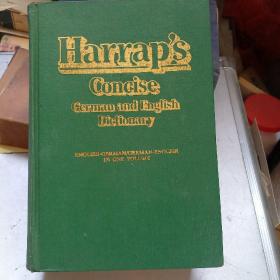 Harrap's
Concise
German and English
Dictionary
ENGLISH-GERMAN/GERMAN-ENGLISH
IN ONE VOLUME